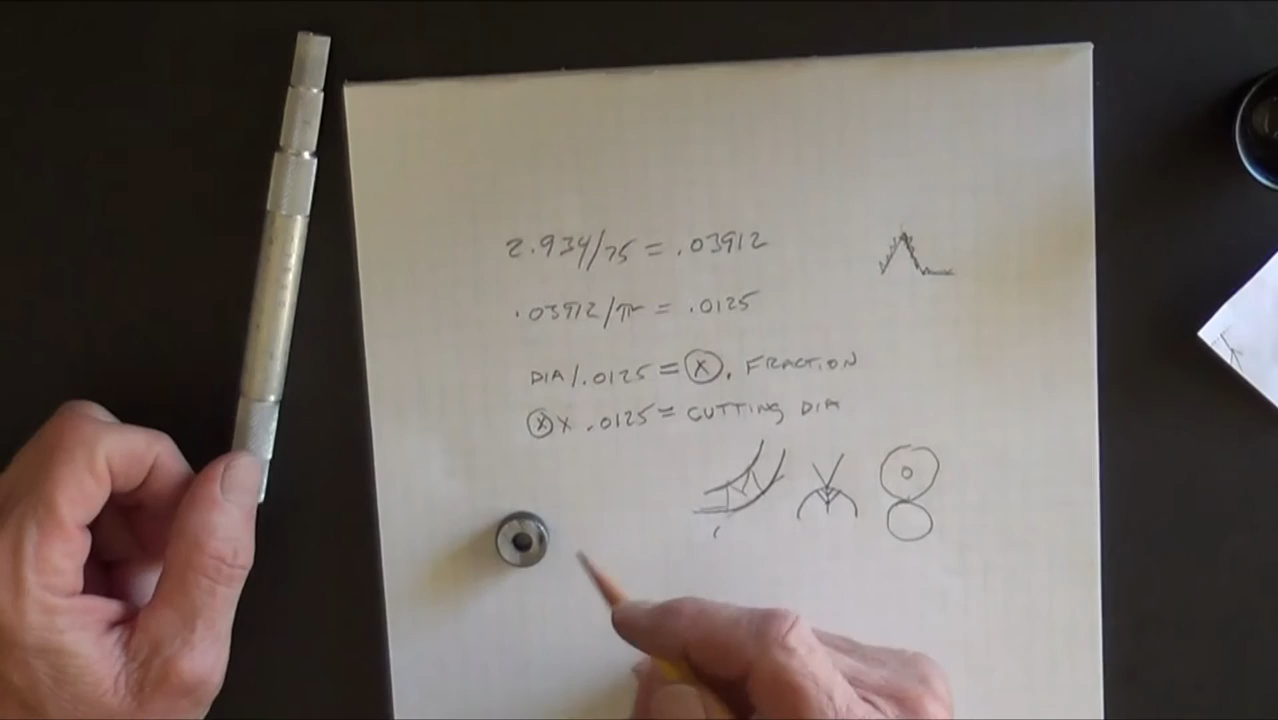 2.934/75 = .03912
.03912/π = .0125
DIA/.0125 = X. FRACTION
X x .0125 = CUTTING DIA